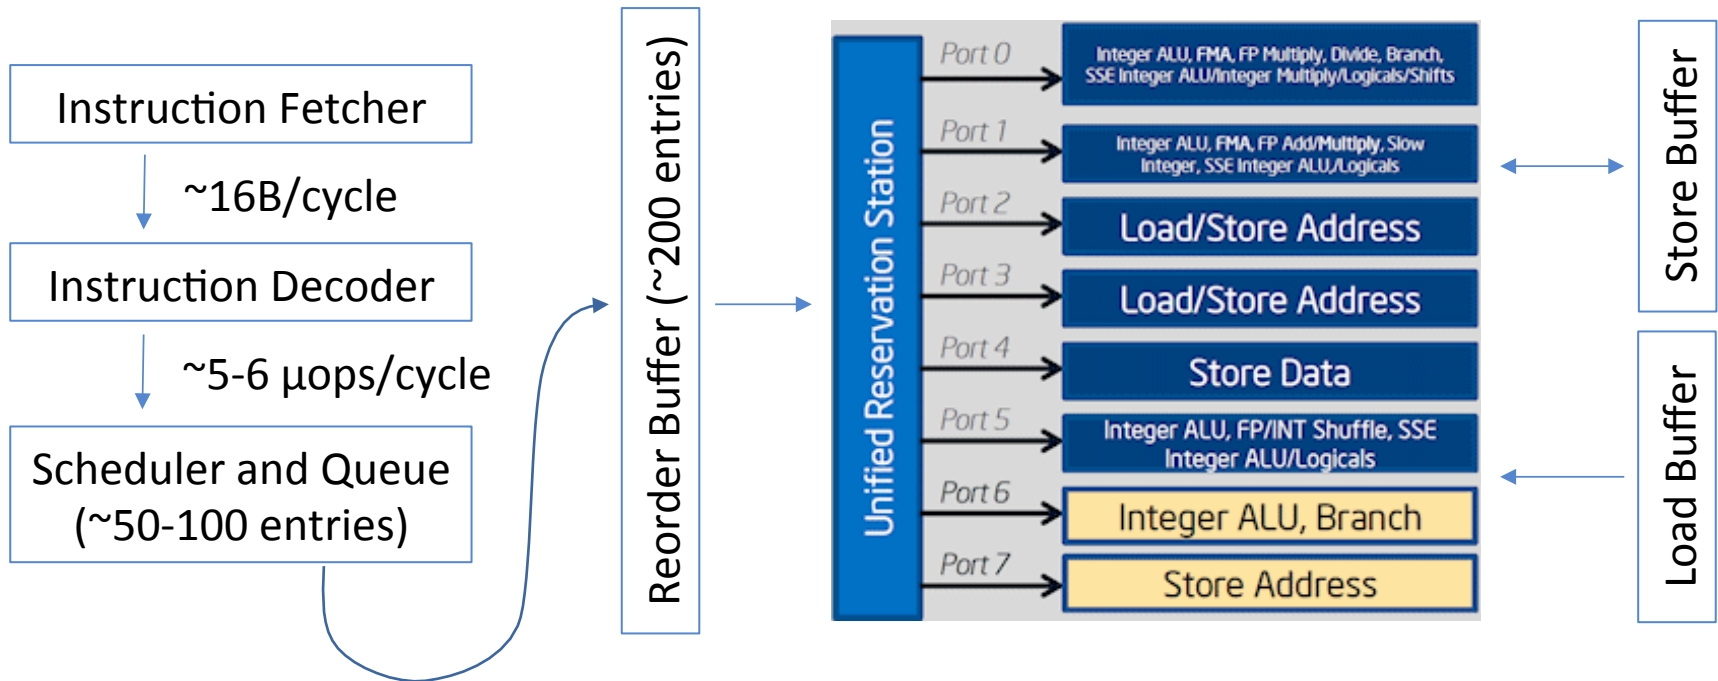 Instruction Fetcher
~16B/cycle
Instruction Decoder
~5-6 μops/cycle
Scheduler and Queue
(~50-100 entries)
Reorder Buffer (~200 entries)
Unified Reservation Station
Port 0
Integer ALU, FMA, FP Multiply, Divide, Branch,
SSE Integer ALU/Integer Multiply/Logicals/Shifts
Port 1
Integer ALU, FMA, FP Add/Multiply, Slow
Integer, SSE Integer ALU,/Logicals
Port 2
Load/Store Address
Port 3
Load/Store Address
Port 4
Store Data
Port 5
Integer ALU, FP/INT Shuffle, SSE
Integer ALU/Logicals
Port 6
Integer ALU, Branch
Port 7
Store Address
Store Buffer
Load Buffer